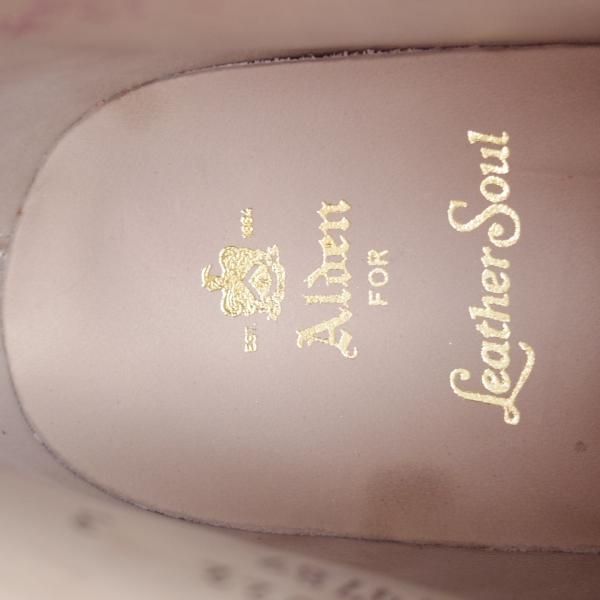 EST. 1884
Alden
FOR
Leather Soul